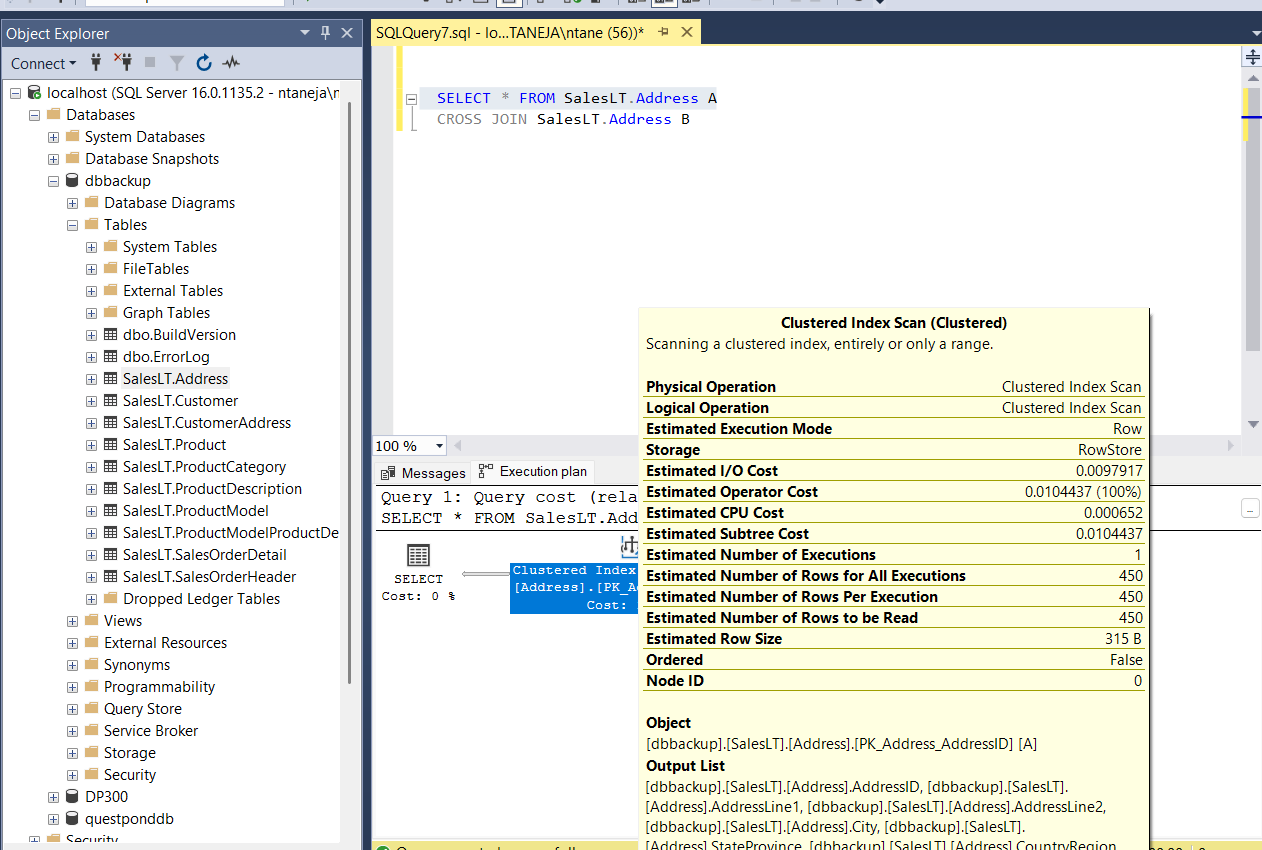 Object Explorer
Connect
localhost (SQL Server 16.0.1135.2 - ntaneja\n
Databases
System Databases
Database Snapshots
dbbackup
Database Diagrams
Tables
System Tables
FileTables
External Tables
Graph Tables
dbo.BuildVersion
dbo.ErrorLog
SalesLT.Address
SalesLT.Customer
SalesLT.CustomerAddress
SalesLT.Product
SalesLT.ProductCategory
SalesLT.ProductDescription
SalesLT.ProductModel
SalesLT.ProductModelProductDe
SalesLT.SalesOrderDetail
SalesLT.SalesOrderHeader
Dropped Ledger Tables
Views
External Resources
Synonyms
Programmability
Query Store
Service Broker
Storage
Security
DP300
questponddb
Security
SQLQuery7.sql - lo...TANEJA\ntane (56))*
SELECT * FROM SalesLT.Address A
CROSS JOIN SalesLT.Address B
100 %
Messages Execution plan
Query 1: Query cost (rela
SELECT * FROM SalesLT.Add
SELECT
Cost: 0 %
Clustered Index
[Address].[PK_A
Cost:
Clustered Index Scan (Clustered)
Scanning a clustered index, entirely or only a range.
Physical Operation Clustered Index Scan
Logical Operation Clustered Index Scan
Estimated Execution Mode Row
Storage RowStore
Estimated I/O Cost 0.0097917
Estimated Operator Cost 0.0104437 (100%)
Estimated CPU Cost 0.000652
Estimated Subtree Cost 0.0104437
Estimated Number of Executions 1
Estimated Number of Rows for All Executions 450
Estimated Number of Rows Per Execution 450
Estimated Number of Rows to be Read 450
Estimated Row Size 315 B
Ordered False
Node ID 0
Object
[dbbackup].[SalesLT].[Address].[PK_Address_AddressID] [A]
Output List
[dbbackup].[SalesLT].[Address].AddressID, [dbbackup].[SalesLT].
[Address].AddressLine1, [dbbackup].[SalesLT].[Address].AddressLine2,
[dbbackup].[SalesLT].[Address].City, [dbbackup].[SalesLT].
[Address].StateProvince, [dbbackup].[SalesLT].[Address].CountryRegion,